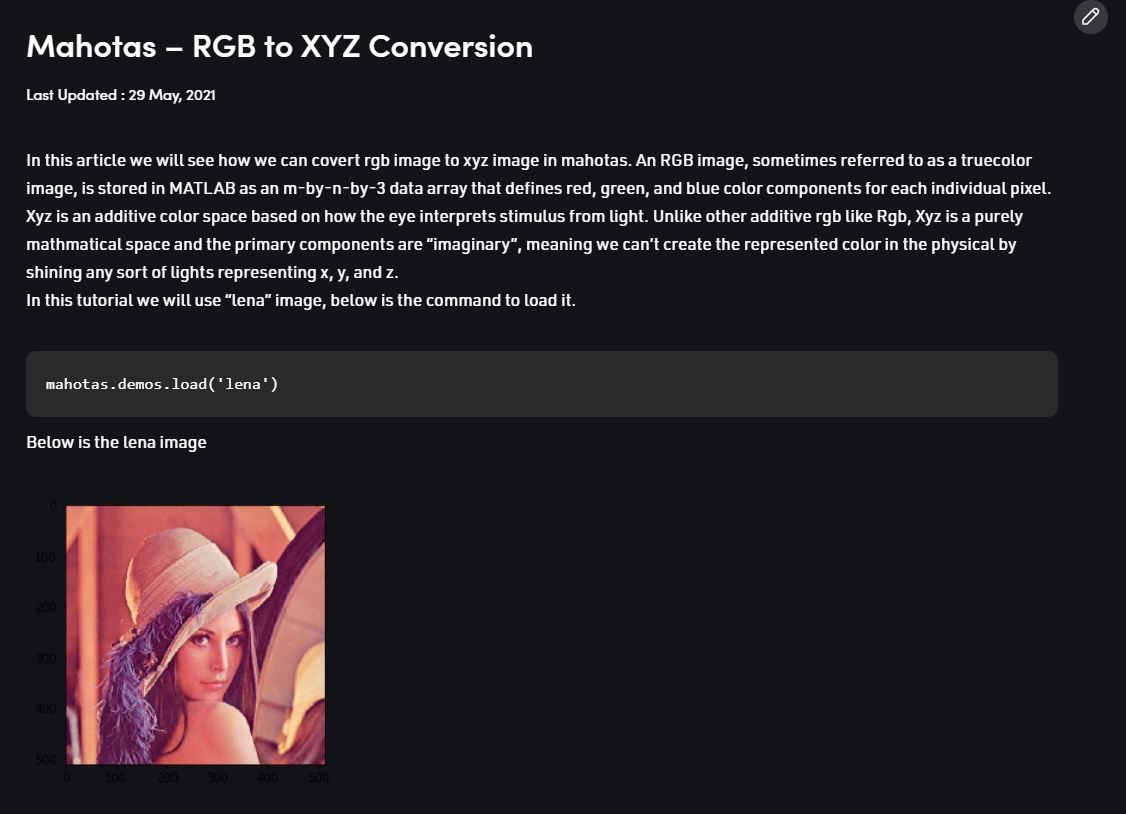 Mahotas – RGB to XYZ Conversion
Last Updated : 29 May, 2021
In this article we will see how we can covert rgb image to xyz image in mahotas. An RGB image, sometimes referred to as a truecolor
image, is stored in MATLAB as an m-by-n-by-3 data array that defines red, green, and blue color components for each individual pixel.
Xyz is an additive color space based on how the eye interprets stimulus from light. Unlike other additive rgb like Rgb, Xyz is a purely
mathmatical space and the primary components are “imaginary”, meaning we can’t create the represented color in the physical by
shining any sort of lights representing x, y, and z.
In this tutorial we will use “lena” image, below is the command to load it.
mahotas.demos.load('lena')
Below is the lena image
0
100
200
300
400
500
0 100 200 300 400 500